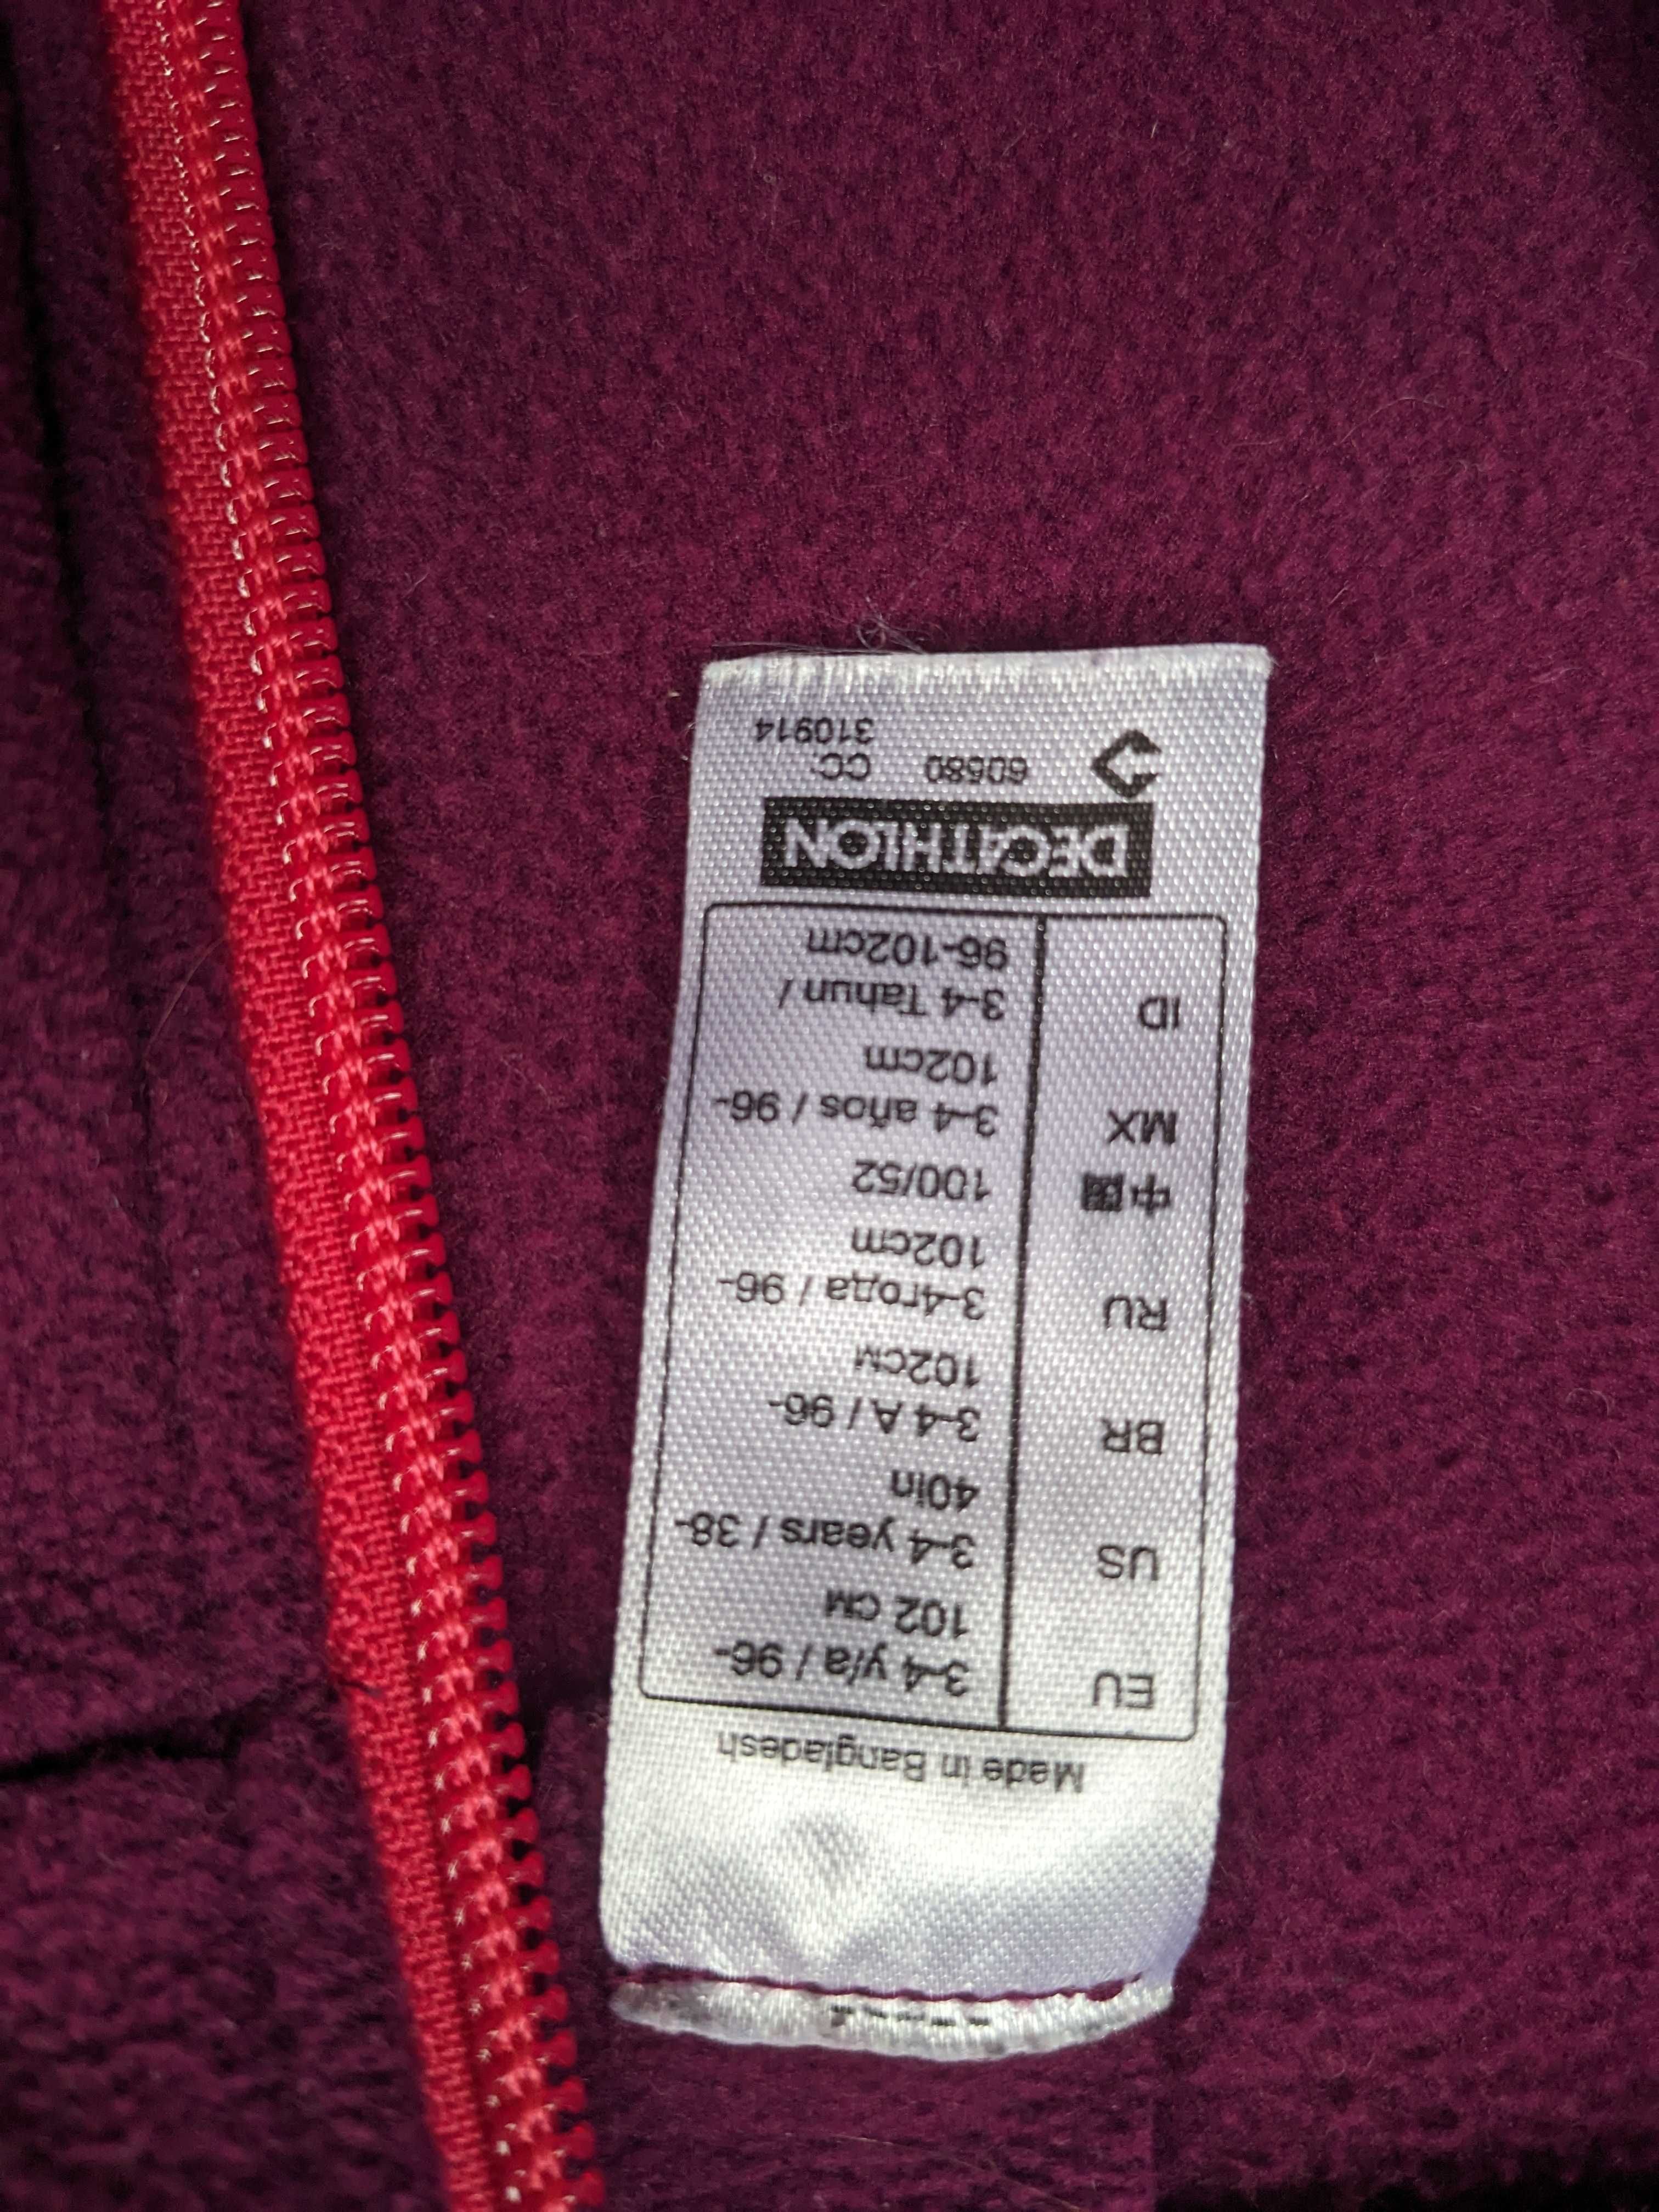 Made in Bangladesh
EU 3-4 y/a / 96-
102 CM
US 3-4 years / 38-
40in
BR 3-4 A / 96-
102CM
RU 3-4года / 96-
102cm
中国 100/52
MX 3-4 años / 96-
102cm
ID 3-4 Tahun /
96-102cm
DECATHLON
60680 CC
310914